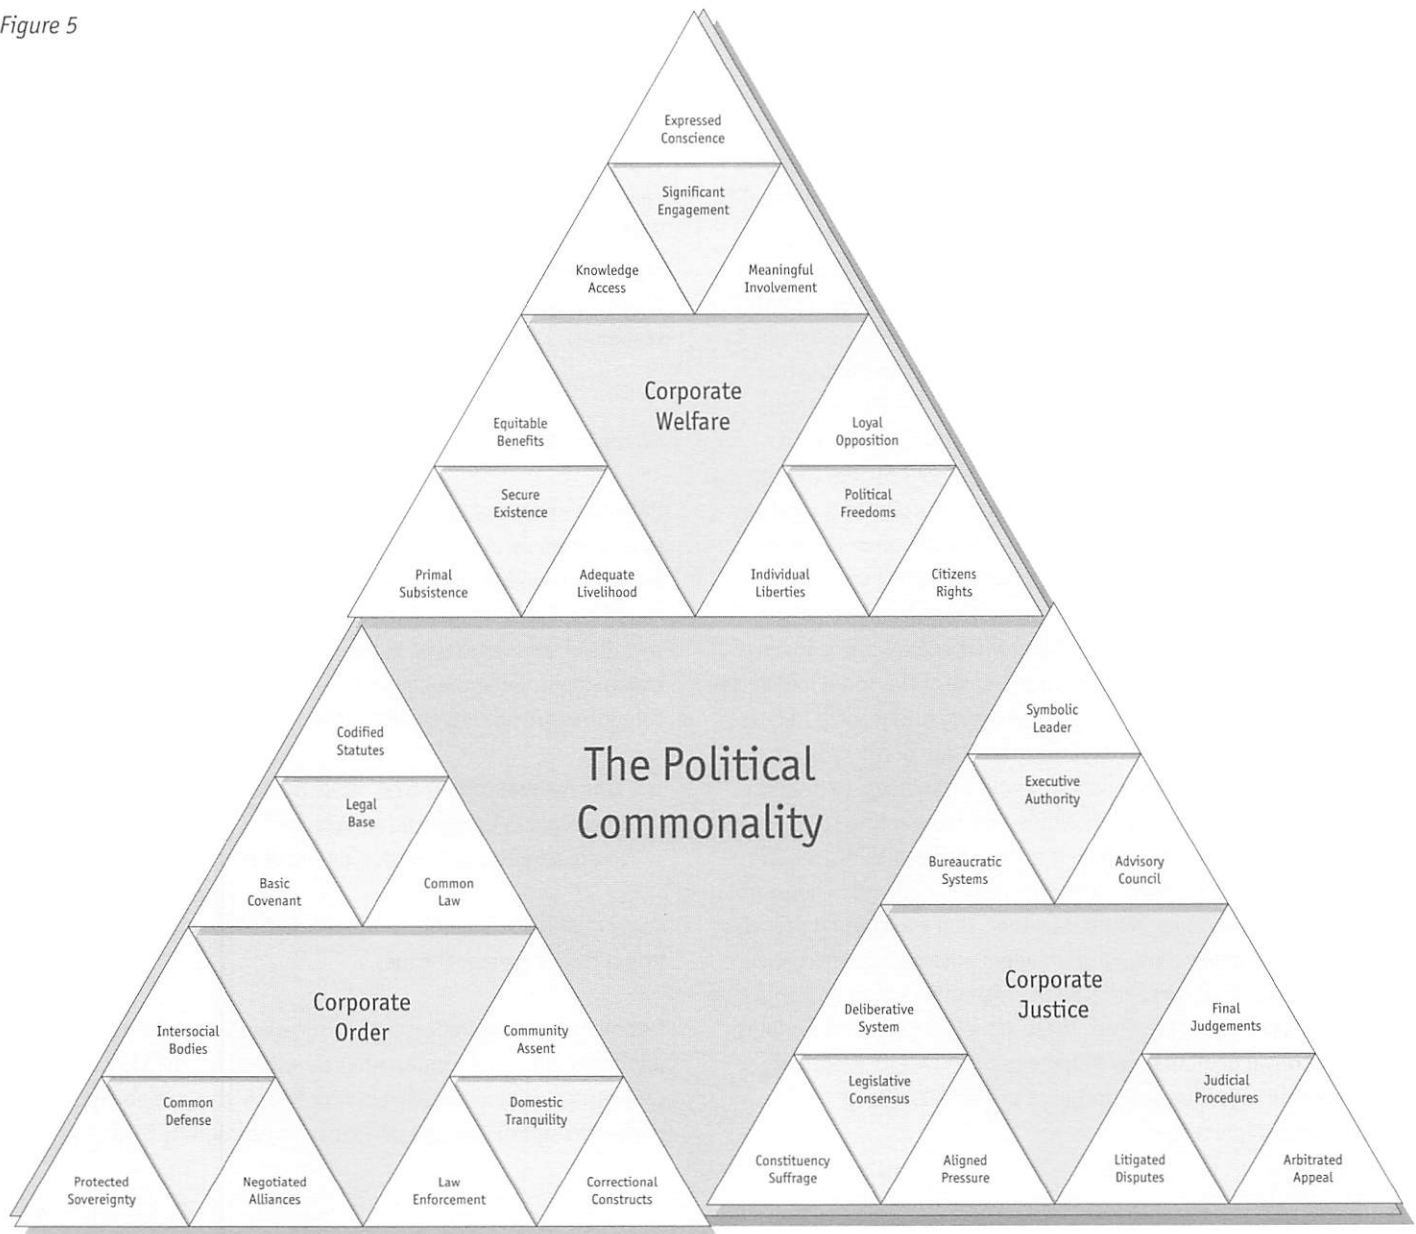 Figure 5
Expressed
Conscience
Significant
Engagement
Knowledge
Access
Meaningful
Involvement
Corporate
Welfare
Equitable
Benefits
Loyal
Opposition
Secure
Existence
Political
Freedoms
Primal
Subsistence
Adequate
Livelihood
Individual
Liberties
Citizens
Rights
The Political
Commonality
Codified
Statutes
Legal
Base
Basic
Covenant
Common
Law
Corporate
Order
Intersocial
Bodies
Community
Assent
Common
Defense
Domestic
Tranquility
Protected
Sovereignty
Negotiated
Alliances
Law
Enforcement
Correctional
Constructs
Symbolic
Leader
Executive
Authority
Bureaucratic
Systems
Advisory
Council
Corporate
Justice
Deliberative
System
Final
Judgements
Legislative
Consensus
Judicial
Procedures
Constituency
Suffrage
Aligned
Pressure
Litigated
Disputes
Arbitrated
Appeal